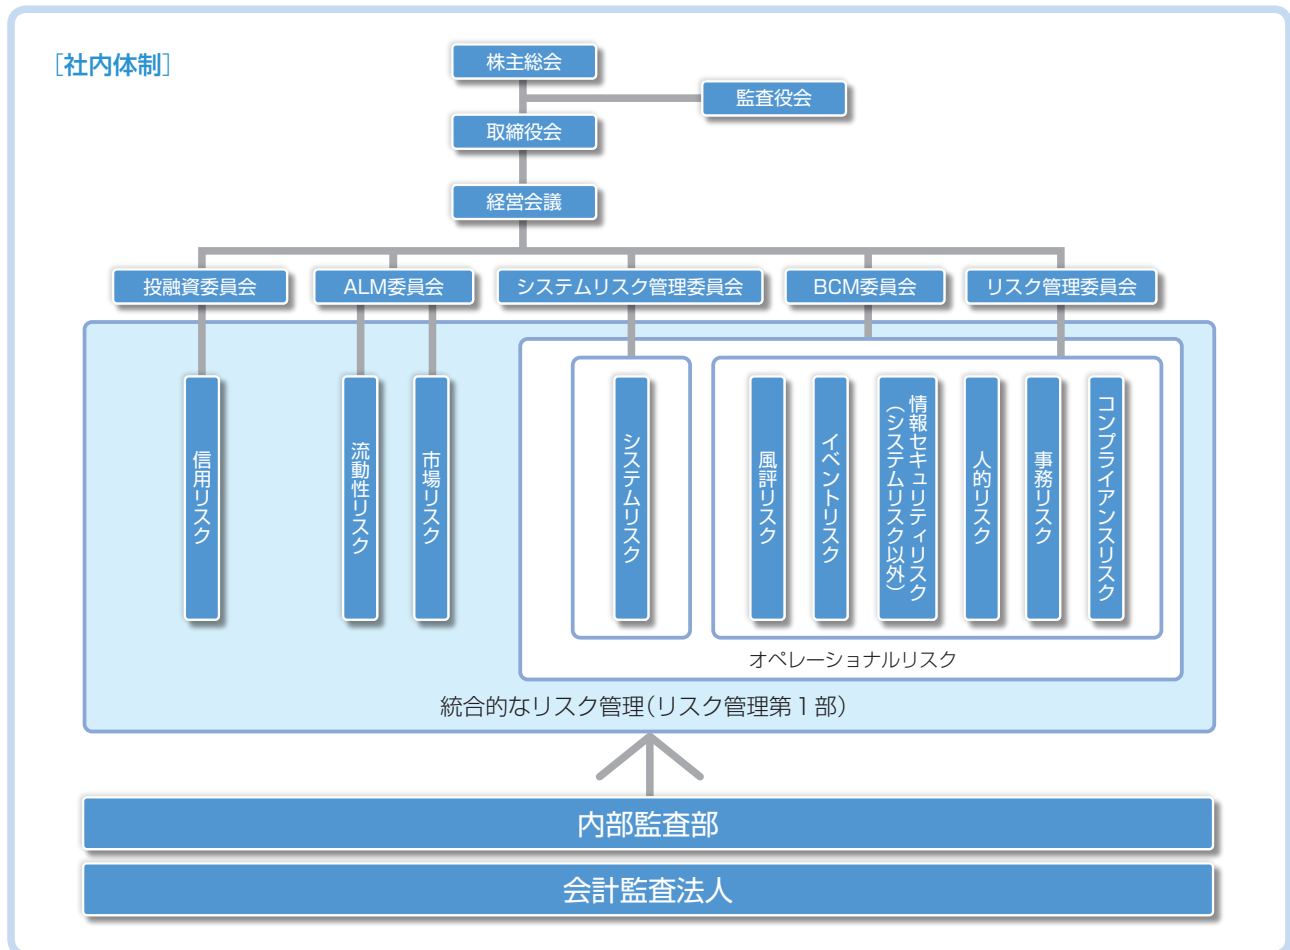 ［社内体制］
株主総会
監査役会
取締役会
経営会議
投融資委員会
ALM委員会
システムリスク管理委員会
BCM委員会
リスク管理委員会
信用リスク
流動性リスク
市場リスク
システムリスク
風評リスク
イベントリスク
情報セキュリティリスク
（システムリスク以外）
人的リスク
事務リスク
コンプライアンスリスク
オペレーショナルリスク
統合的なリスク管理（リスク管理第１部）
内部監査部
会計監査法人